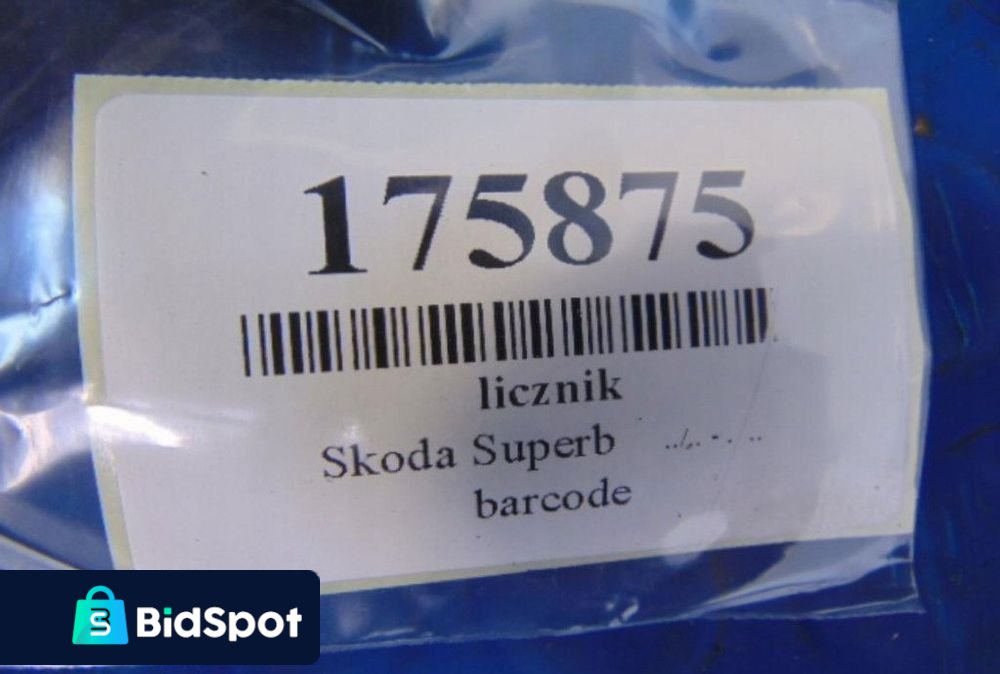 175875
licznik
Skoda Superb
barcode
BidSpot